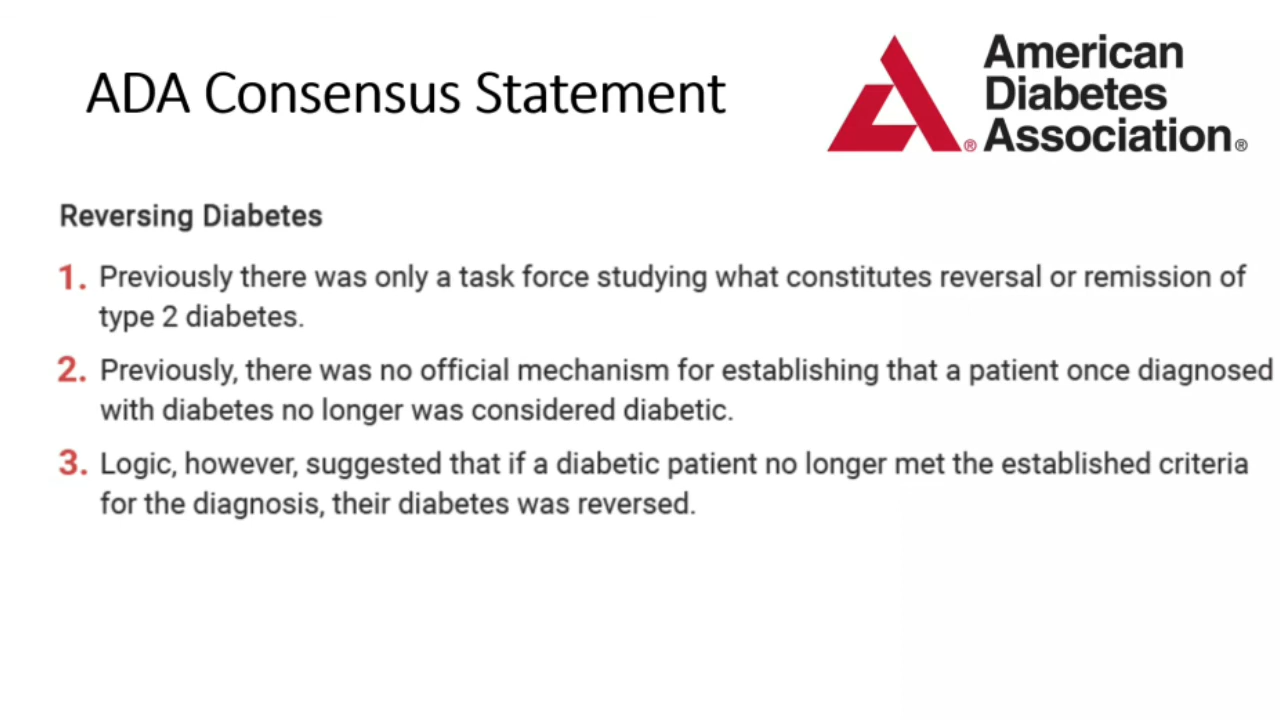 ADA Consensus Statement
American
Diabetes
Association®
®
Reversing Diabetes
1. Previously there was only a task force studying what constitutes reversal or remission of
type 2 diabetes.
2. Previously, there was no official mechanism for establishing that a patient once diagnosed
with diabetes no longer was considered diabetic.
3. Logic, however, suggested that if a diabetic patient no longer met the established criteria
for the diagnosis, their diabetes was reversed.